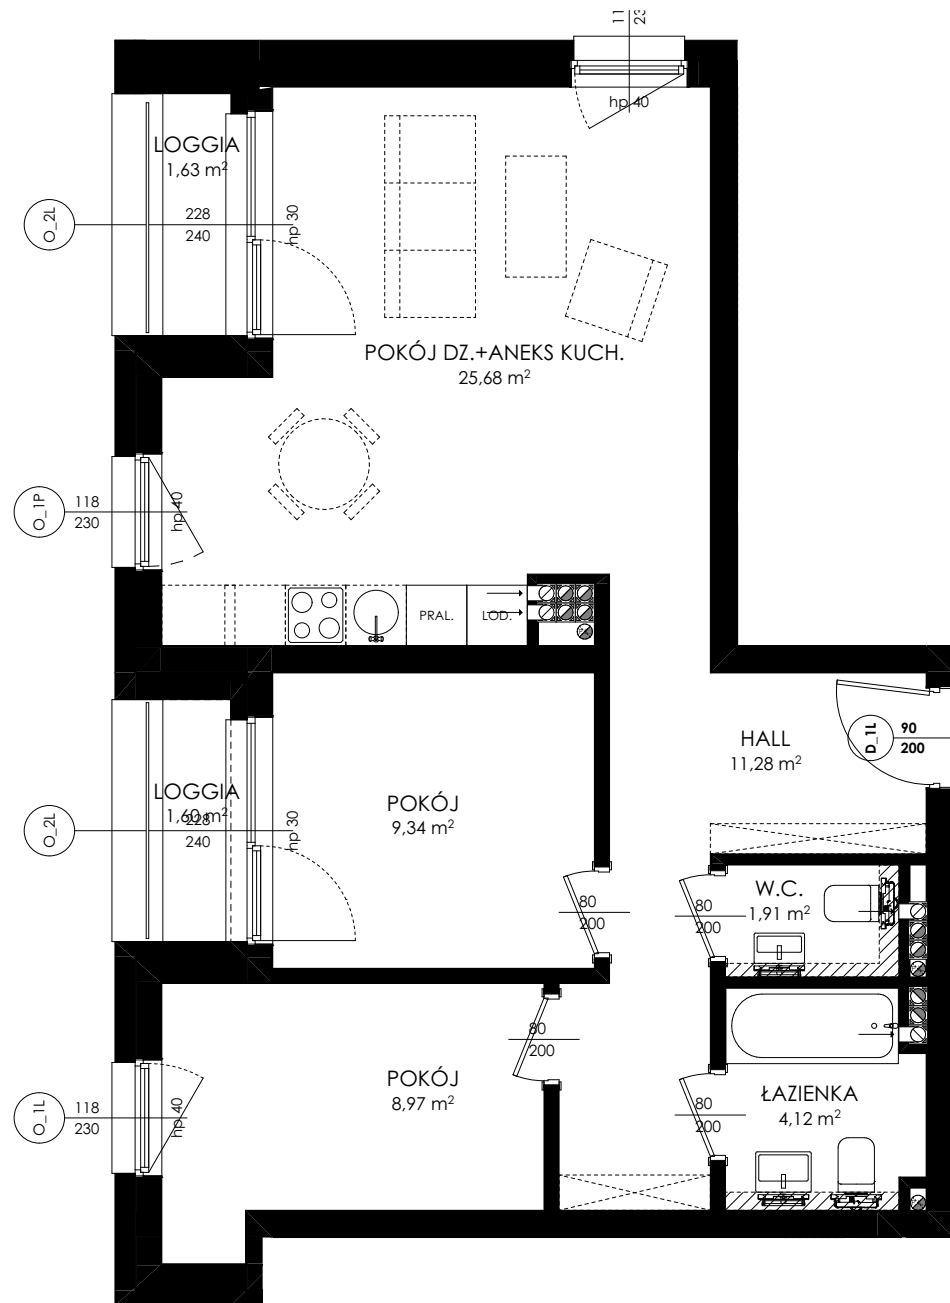 11
23
hp 40
LOGGIA
1,63 m²
O_2L
228
240
hp 30
POKÓJ DZ.+ANEKS KUCH.
25,68 m²
O_1P
118
230
hp 40
PRAL.
LOD.
HALL
11,28 m²
D_1L
90
200
LOGGIA
1,60 m²
O_2L
228
240
hp 30
POKÓJ
9,34 m²
80
200
W.C.
1,91 m²
80
200
POKÓJ
8,97 m²
80
200
ŁAZIENKA
4,12 m²
80
200
O_1L
118
230
hp 40